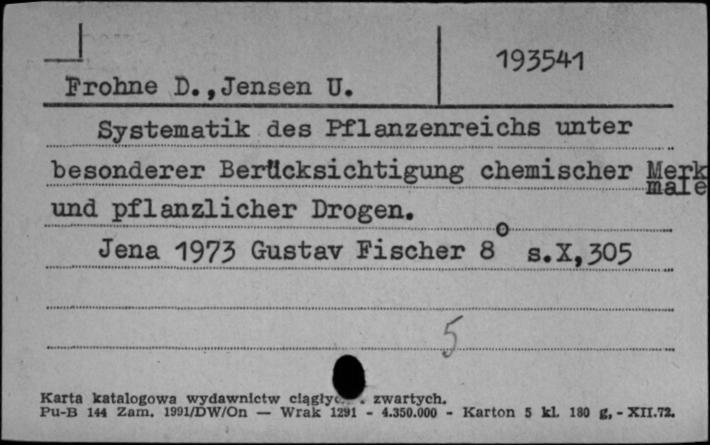 193541
Frohne D.,Jensen U.
Systematik des Pflanzenreichs unter
besonderer Berücksichtigung chemischer Merk
male
und pflanzlicher Drogen.
Jena 1973 Gustav Fischer 8° s.X,305
5
Karta katalogowa wydawnictw zwartych.
Pu-B 144 Zam. 1991/DW/On — Wrak 1291 - 4.350.000 - Karton 5 kl. 180 g. - XII.72.